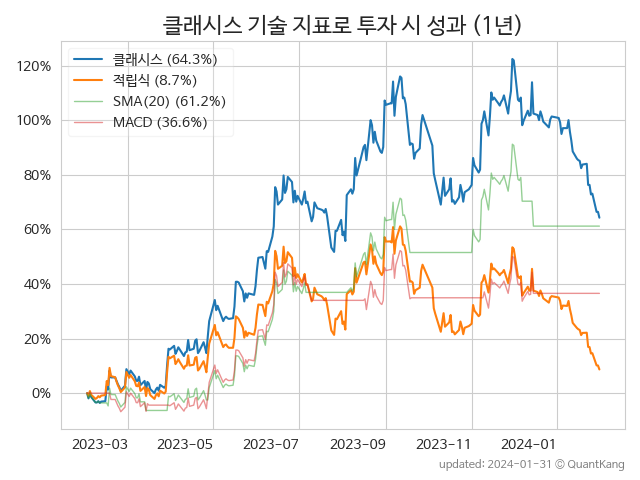 클래시스 기술 지표로 투자 시 성과 (1년)
클래시스 (64.3%)
적립식 (8.7%)
SMA(20) (61.2%)
MACD (36.6%)
120%
100%
80%
60%
40%
20%
0%
2023-03
2023-05
2023-07
2023-09
2023-11
2024-01
updated: 2024-01-31 © QuantKang